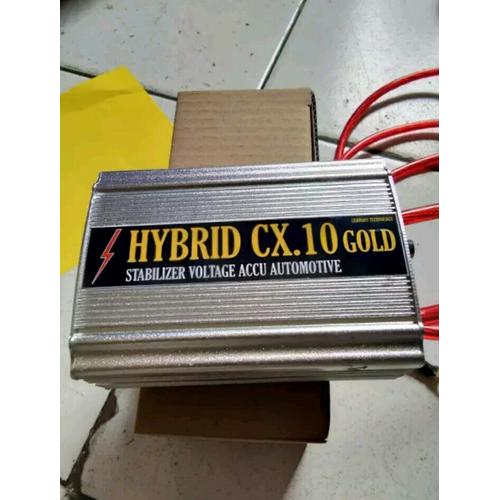 HYBRID CX.10 GOLD
STABILIZER VOLTAGE ACCU AUTOMOTIVE